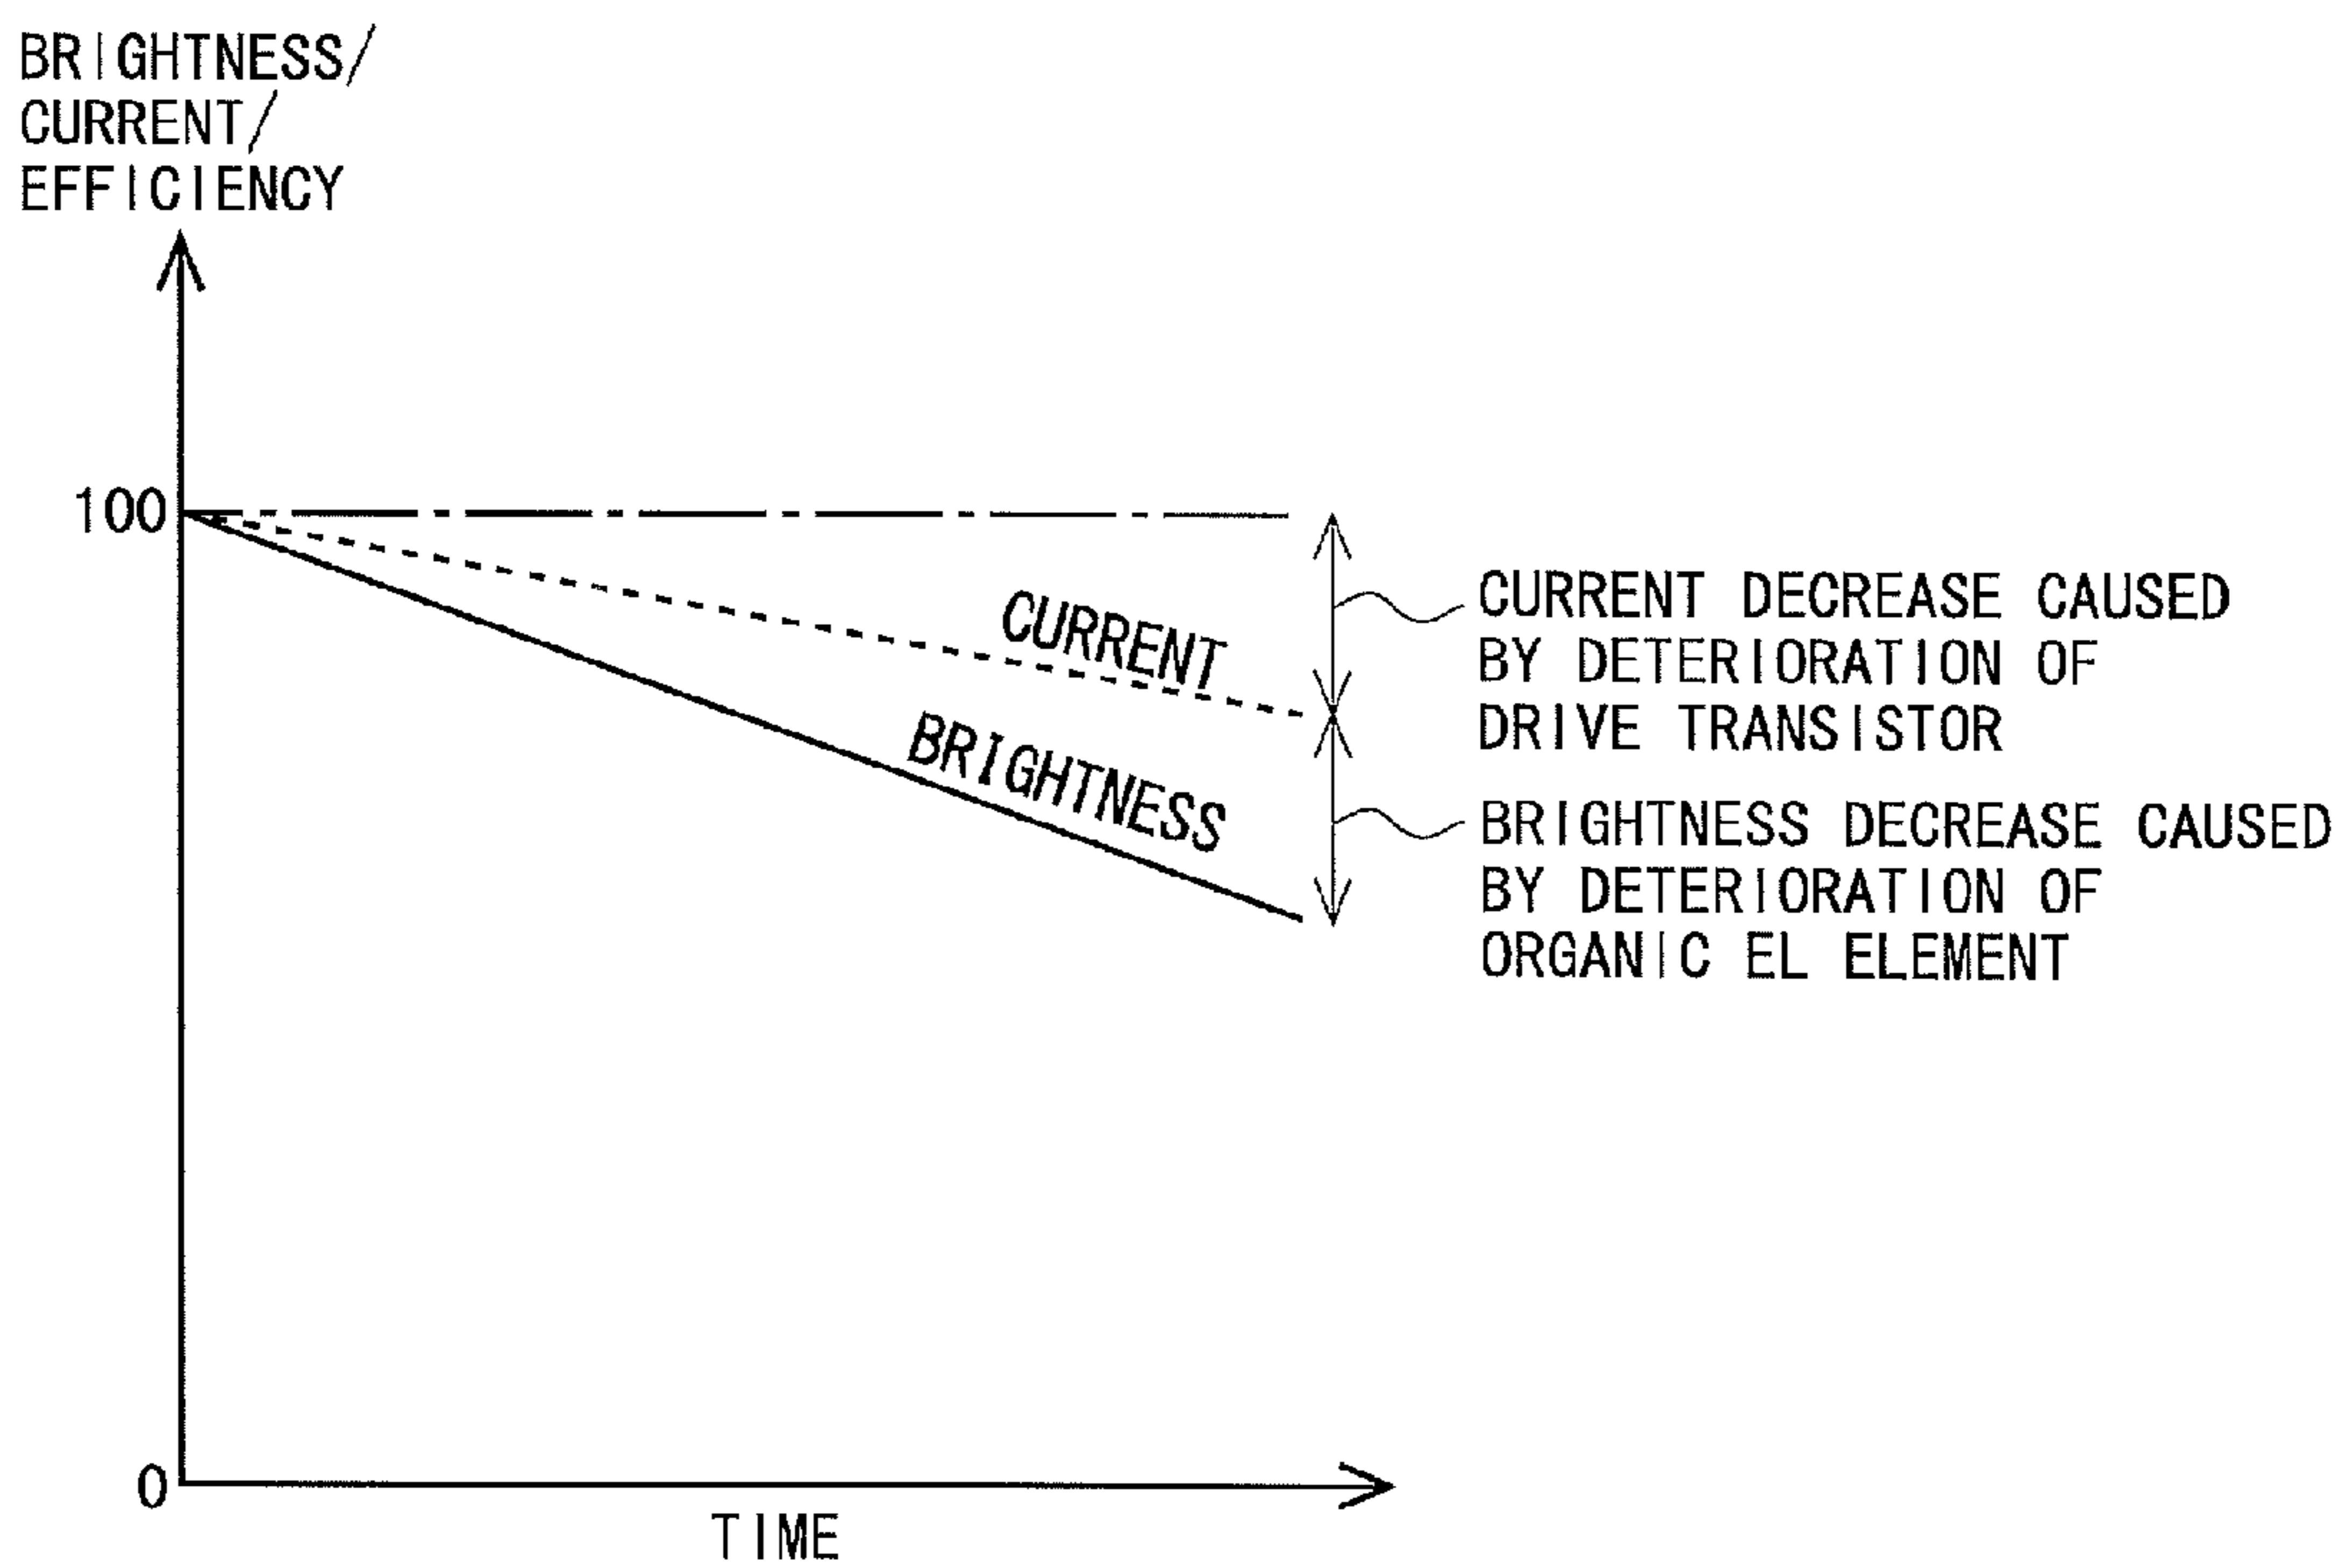 BRIGHTNESS/
CURRENT/
EFFICIENCY
100
CURRENT
BRIGHTNESS
CURRENT DECREASE CAUSED
BY DETERIORATION OF
DRIVE TRANSISTOR
BRIGHTNESS DECREASE CAUSED
BY DETERIORATION OF
ORGANIC EL ELEMENT
0
TIME